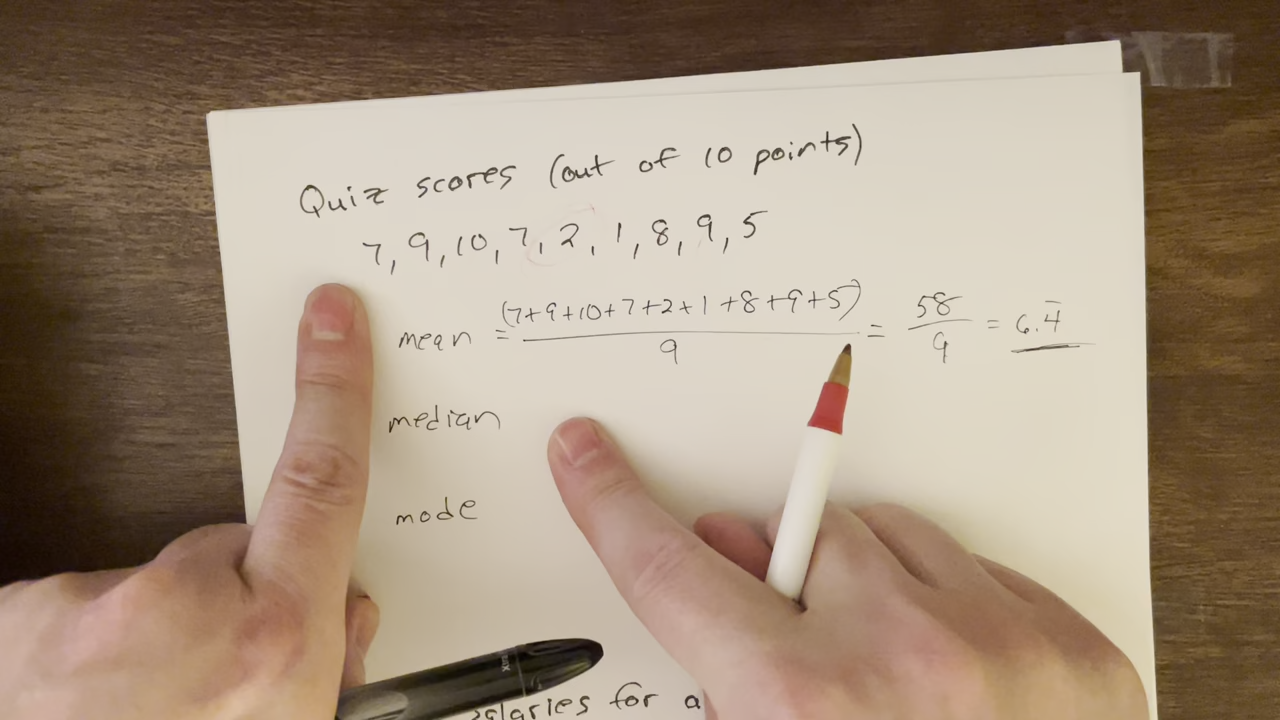 Quiz scores (out of 10 points)
7, 9, 10, 7, 2, 1, 8, 9, 5
mean = (7+9+10+7+2+1+8+9+5) / 9 = 58 / 9 = 6.4̅
median
mode
salaries for a